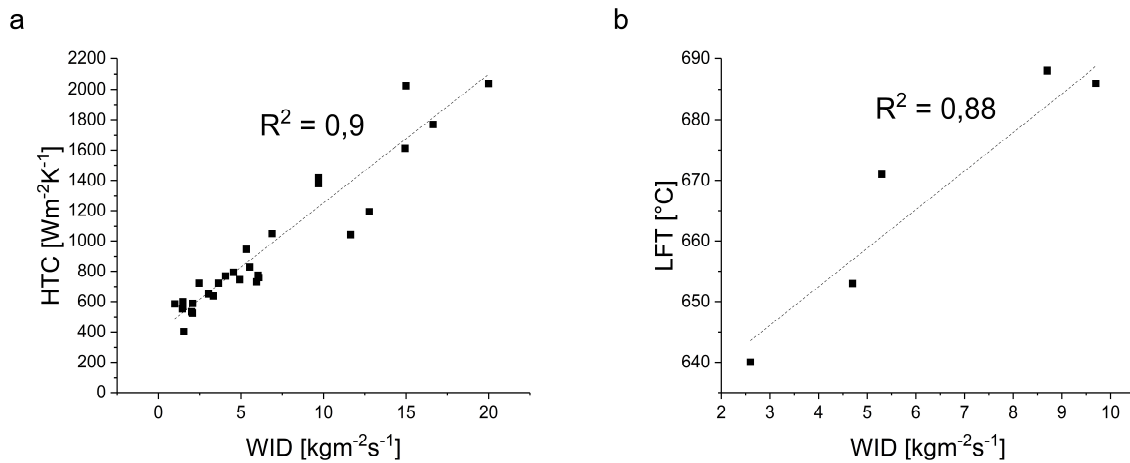 a
2200
2000
1800
1600
1400
1200
1000
800
600
400
200
0
HTC [Wm⁻²K⁻¹]
R² = 0,9
0 5 10 15 20
WID [kgm⁻²s⁻¹]
b
690
680
670
660
650
640
LFT [°C]
R² = 0,88
2 3 4 5 6 7 8 9 10
WID [kgm⁻²s⁻¹]